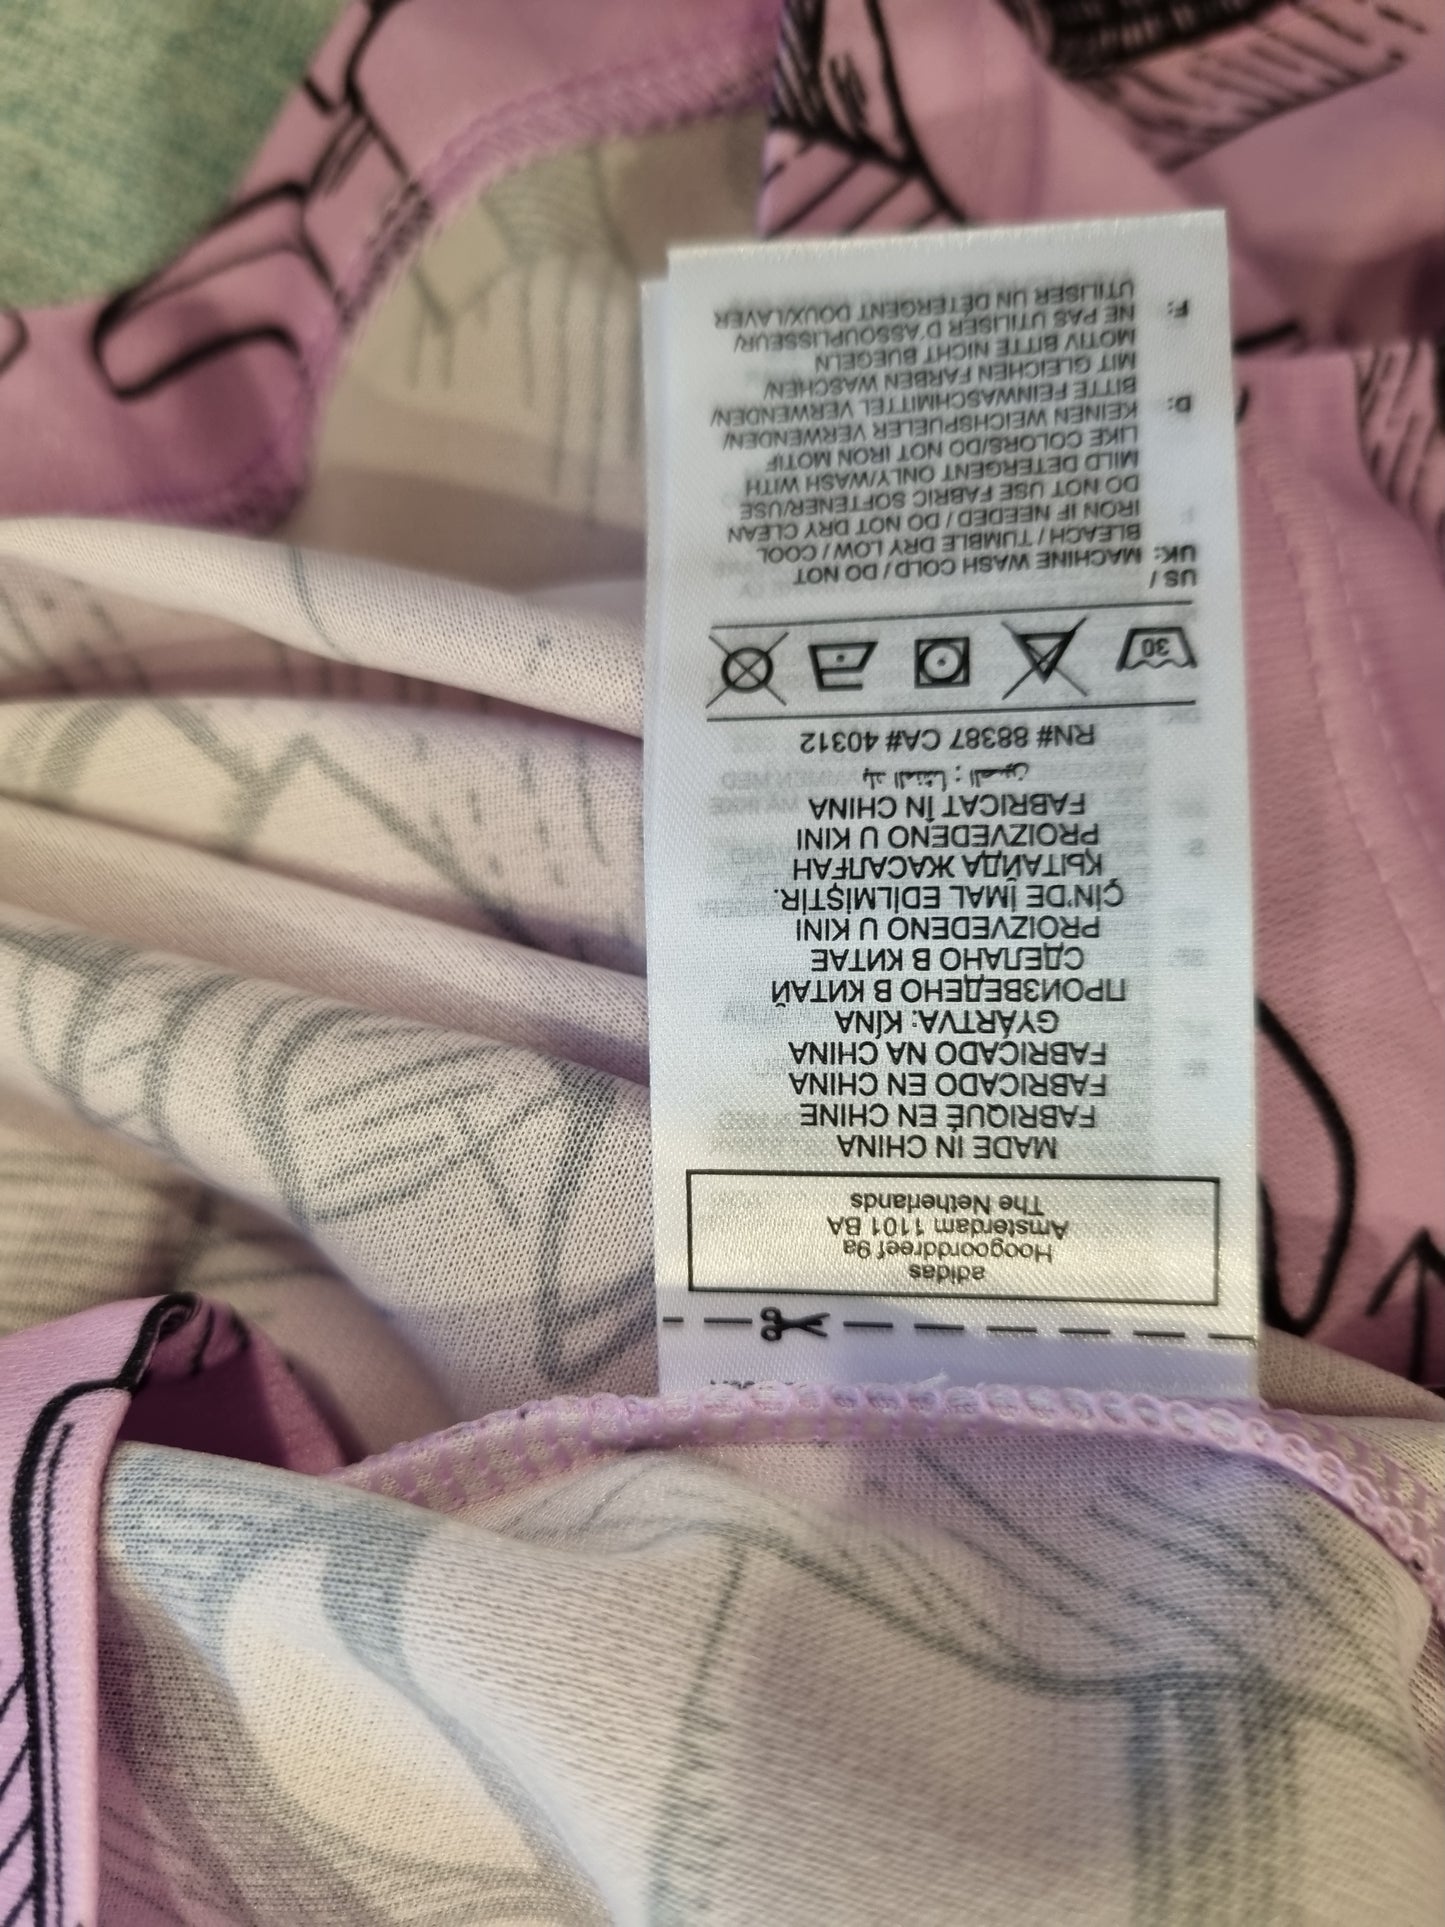 adidas
Hoogoorddreef 9a
Amsterdam 1101 BA
The Netherlands
MADE IN CHINA
FABRIQUÉ EN CHINE
FABRICADO EN CHINA
FABRICADO NA CHINA
GYÁRTVA: KÍNA
ПРОИЗВЕДЕНО В КИТАЙ
СДЕЛАНО В КИТАЕ
PROIZVEDENO U KINI
ÇİN'DE İMAL EDİLMİŞTİR.
ҚЫТАЙДА ЖАСАЛҒАН
PROIZVEDENO U KINI
FABRICAT ÎN CHINA
بلد المنشأ : الصين
RN# 88387 CA# 40312
30
US / UK: MACHINE WASH COLD / DO NOT
BLEACH / TUMBLE DRY LOW / COOL
IRON IF NEEDED / DO NOT DRY CLEAN
DO NOT USE FABRIC SOFTENER/USE
MILD DETERGENT ONLY/WASH WITH
LIKE COLORS/DO NOT IRON MOTIF
D: KEINEN WEICHSPUELER VERWENDEN/
BITTE FEINWASCHMITTEL VERWENDEN/
MIT GLEICHEN FARBEN WASCHEN/
MOTIV BITTE NICHT BUEGELN
F: NE PAS UTILISER D'ASSOUPLISSEUR/
UTILISER UN DÉTERGENT DOUX/LAVER